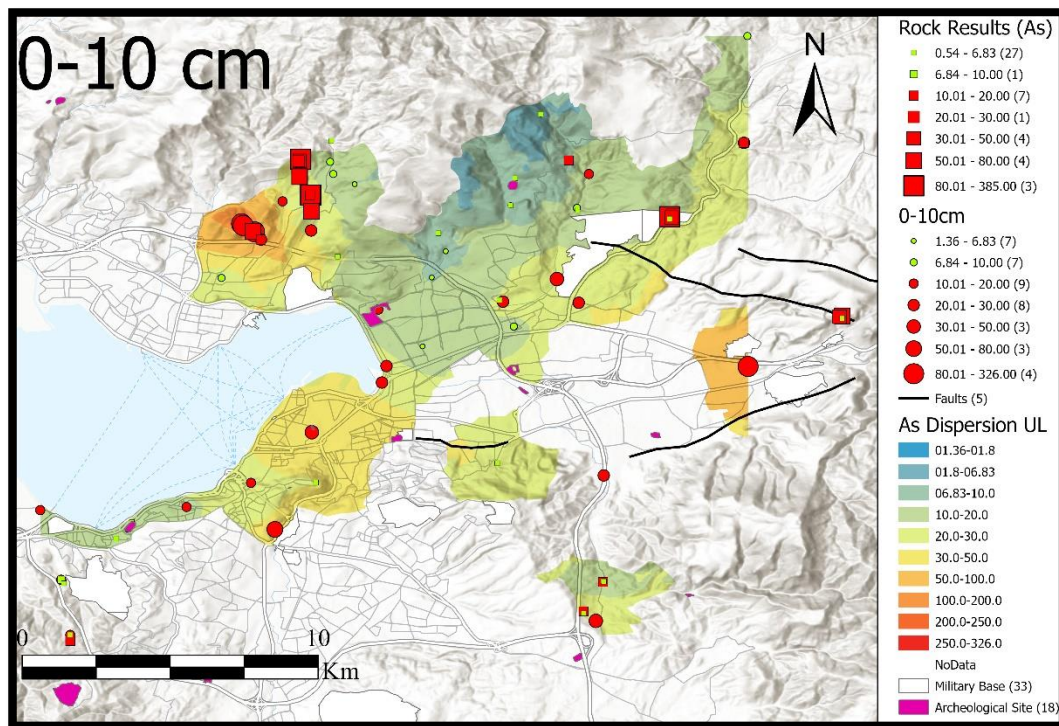 0-10 cm
N
0
10
Km
Rock Results (As)
0.54 - 6.83 (27)
6.84 - 10.00 (1)
10.01 - 20.00 (7)
20.01 - 30.00 (1)
30.01 - 50.00 (4)
50.01 - 80.00 (4)
80.01 - 385.00 (3)
0-10cm
1.36 - 6.83 (7)
6.84 - 10.00 (7)
10.01 - 20.00 (9)
20.01 - 30.00 (8)
30.01 - 50.00 (3)
50.01 - 80.00 (3)
80.01 - 326.00 (4)
Faults (5)
As Dispersion UL
01.36-01.8
01.8-06.83
06.83-10.0
10.0-20.0
20.0-30.0
30.0-50.0
50.0-100.0
100.0-200.0
200.0-250.0
250.0-326.0
NoData
Military Base (33)
Archeological Site (18)